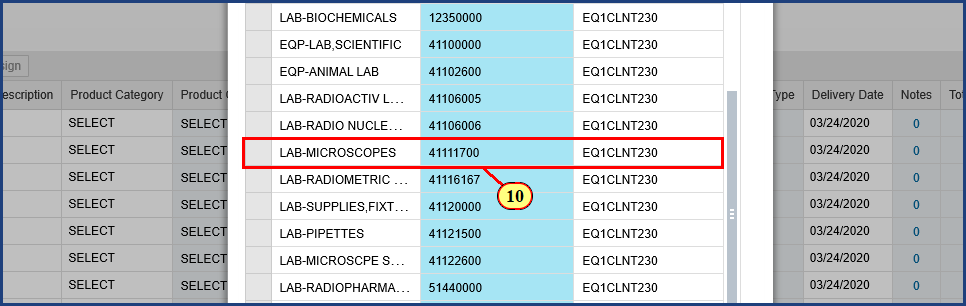 LAB-BIOCHEMICALS 12350000 EQ1CLNT230
EQP-LAB,SCIENTIFIC 41100000 EQ1CLNT230
sign EQP-ANIMAL LAB 41102600 EQ1CLNT230
escription Product Category Product C LAB-RADIOACTIV L... 41106005 EQ1CLNT230 Type Delivery Date Notes Tot
SELECT SELECT LAB-RADIO NUCLE... 41106006 EQ1CLNT230 03/24/2020 0
SELECT SELECT LAB-MICROSCOPES 41111700 EQ1CLNT230 03/24/2020 0
SELECT SELECT LAB-RADIOMETRIC ... 41116167 EQ1CLNT230 03/24/2020 0
10
SELECT SELECT LAB-SUPPLIES,FIXT... 41120000 EQ1CLNT230 03/24/2020 0
SELECT SELECT LAB-PIPETTES 41121500 EQ1CLNT230 03/24/2020 0
SELECT SELECT LAB-MICROSCPE S... 41122600 EQ1CLNT230 03/24/2020 0
SELECT SELECT LAB-RADIOPHARMA... 51440000 EQ1CLNT230 03/24/2020 0